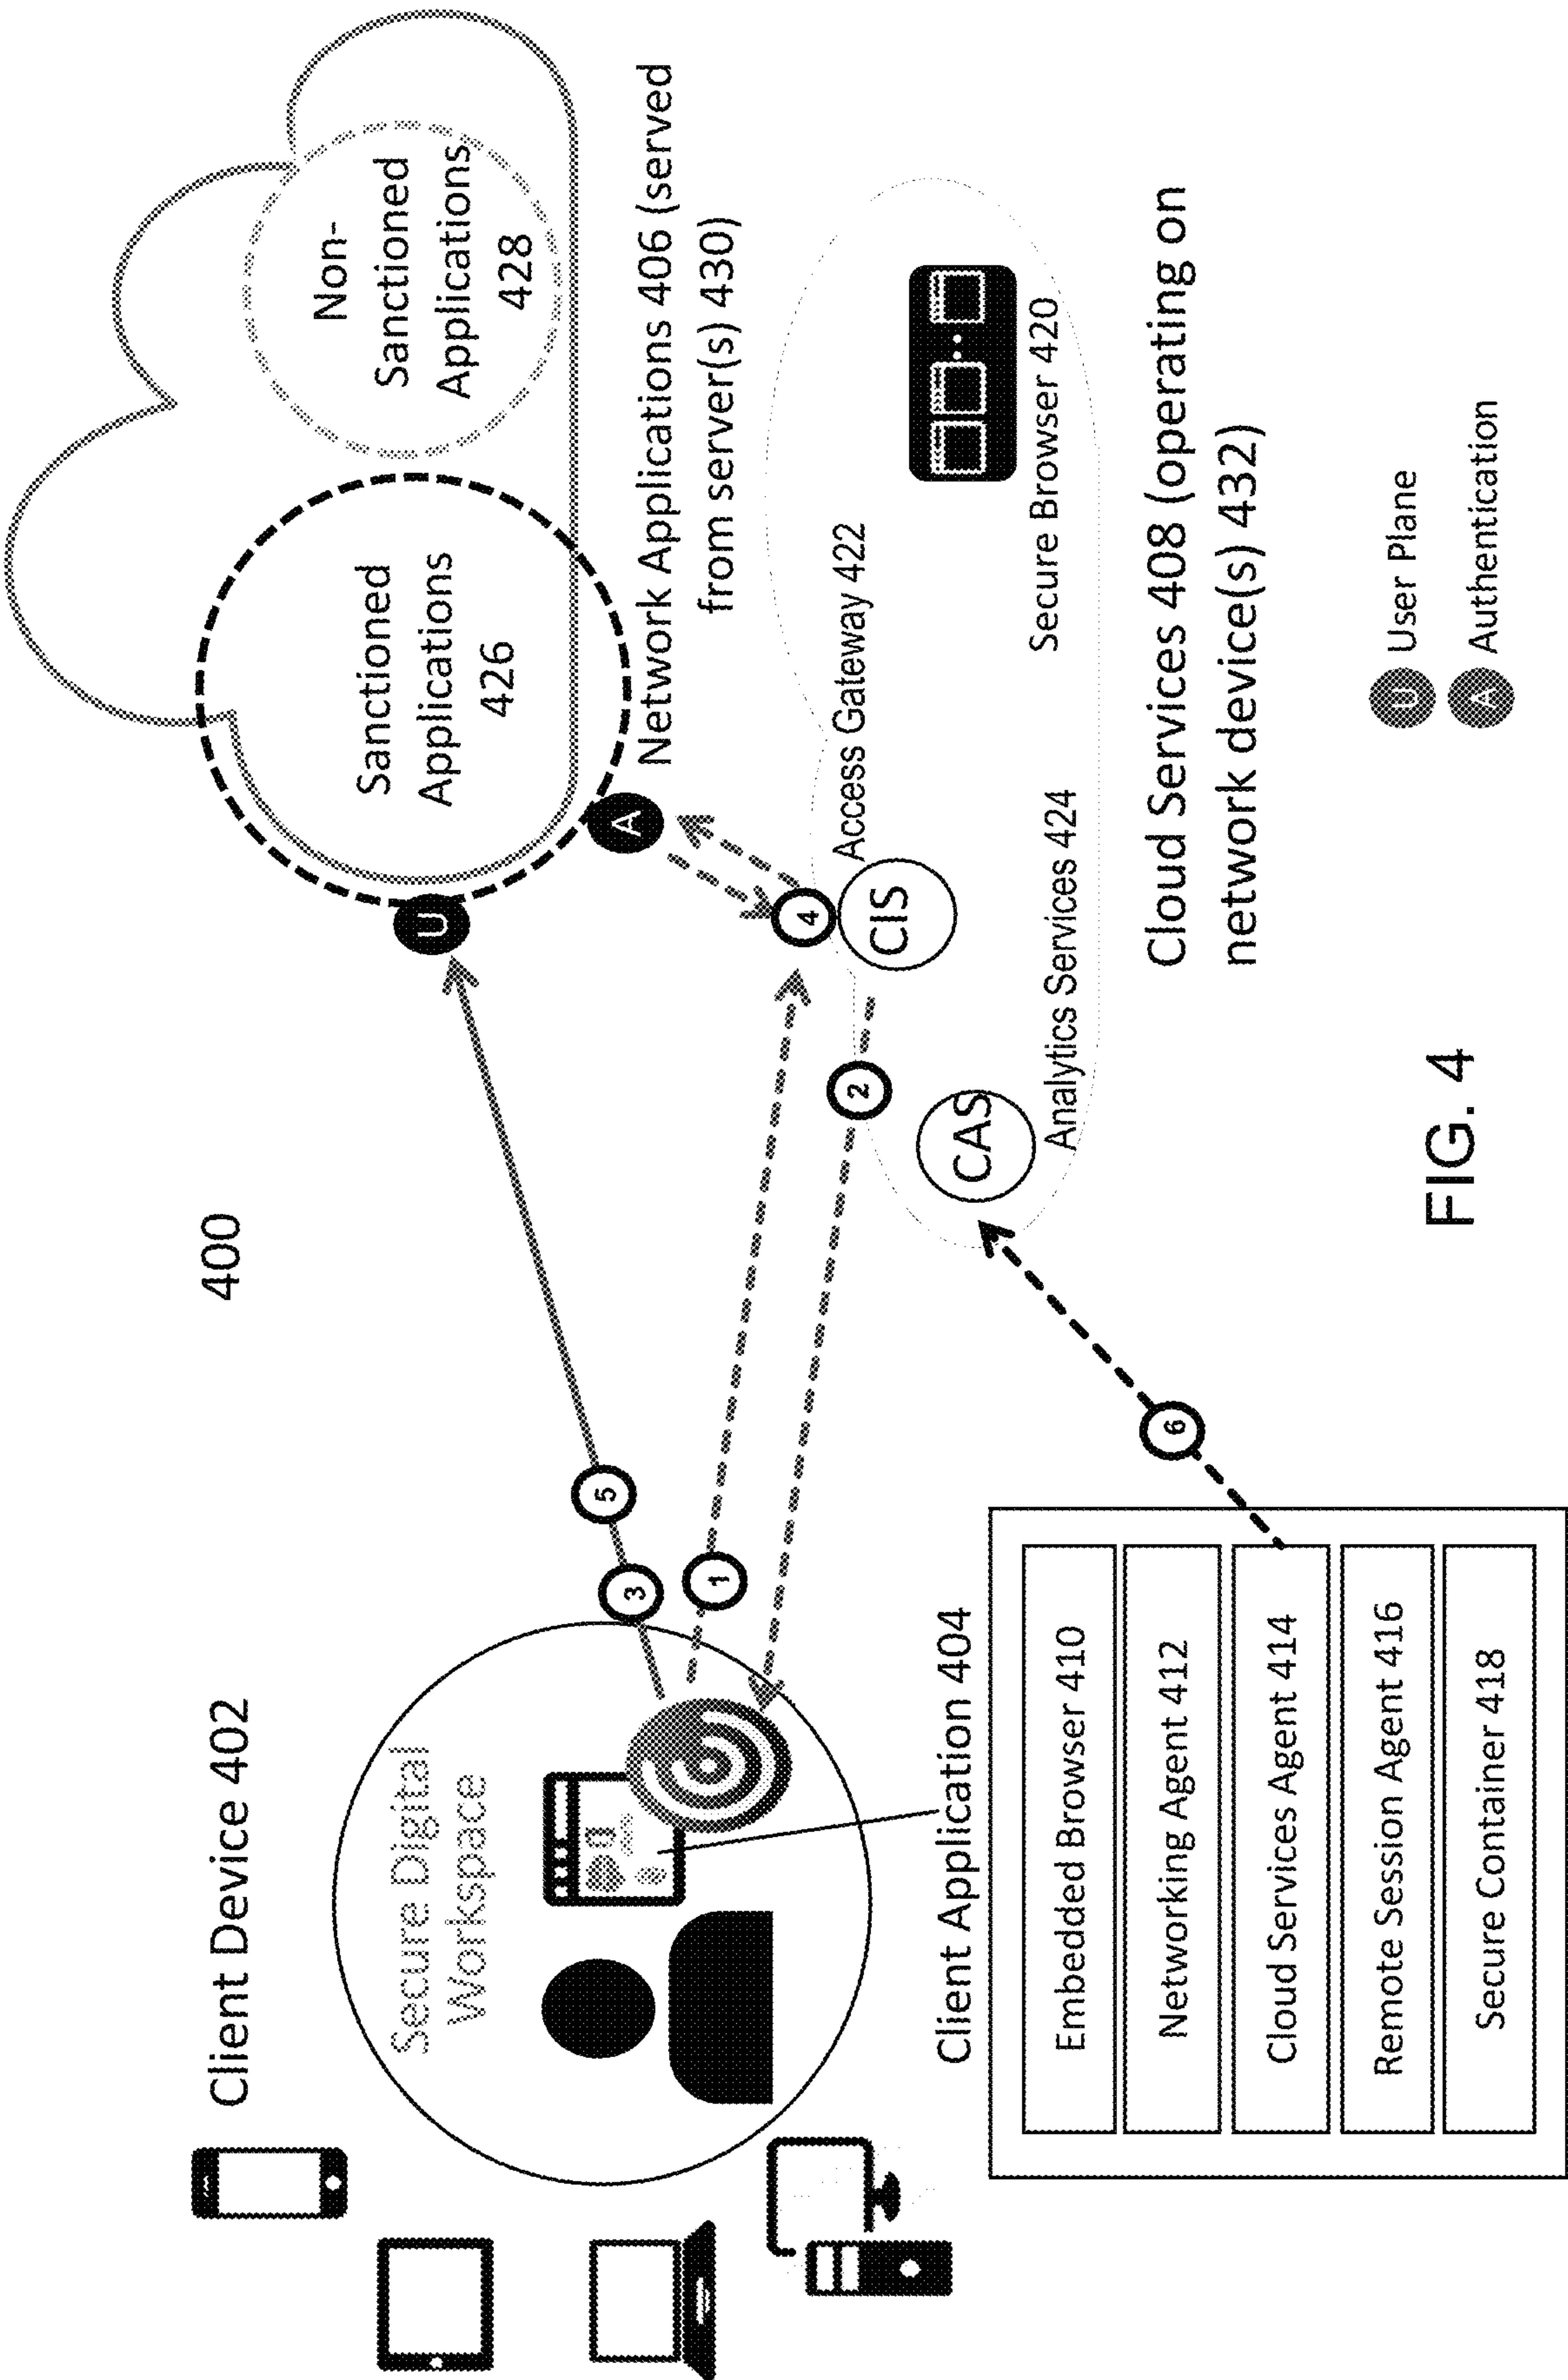 400
Client Device 402
Secure Digital
Workspace
Client Application 404
Embedded Browser 410
Networking Agent 412
Cloud Services Agent 414
Remote Session Agent 416
Secure Container 418
3
5
1
2
4
6
U
A
Sanctioned
Applications
426
Non-
Sanctioned
Applications
428
Network Applications 406 (served
from server(s) 430)
Access Gateway 422
CIS
CAS
Analytics Services 424
Secure Browser 420
Cloud Services 408 (operating on
network device(s) 432)
U User Plane
A Authentication
FIG. 4